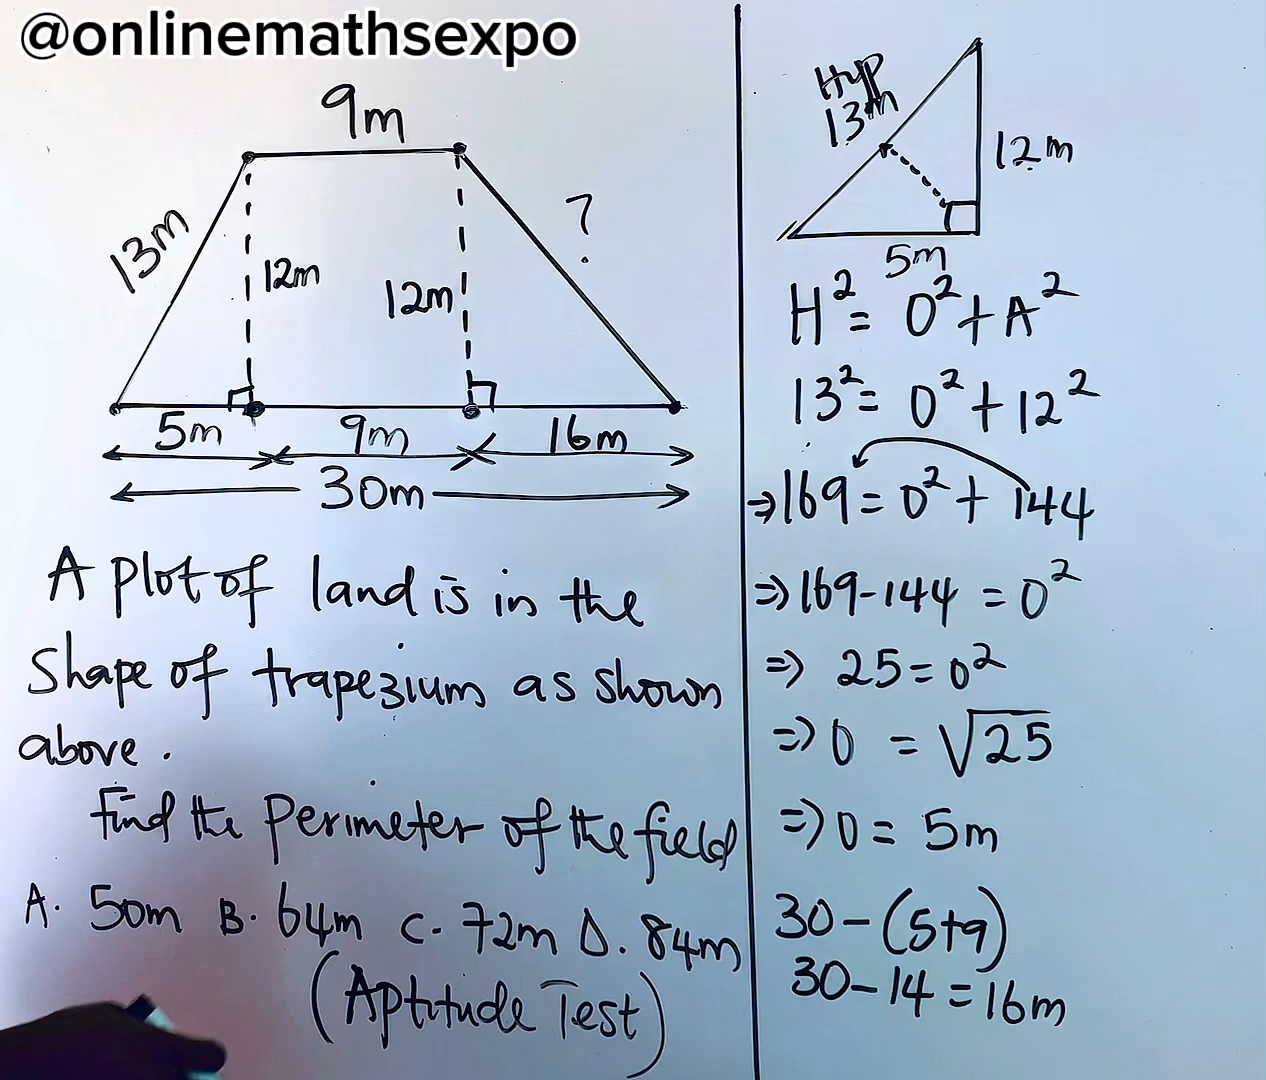 @onlinemathsexpo
9m
13m
12m
12m
?
5m
9m
16m
30m
A plot of land is in the
Shape of trapezium as shown
above.
Find the Perimeter of the field
A. 50m B. 64m C. 72m D. 84m
(Aptitude Test)
Hyp
13m
12m
5m
H² = O² + A²
13² = O² + 12²
⇒ 169 = O² + 144
⇒ 169 - 144 = O²
⇒ 25 = O²
⇒ O = √25
⇒ O = 5m
30 - (5+9)
30 - 14 = 16m